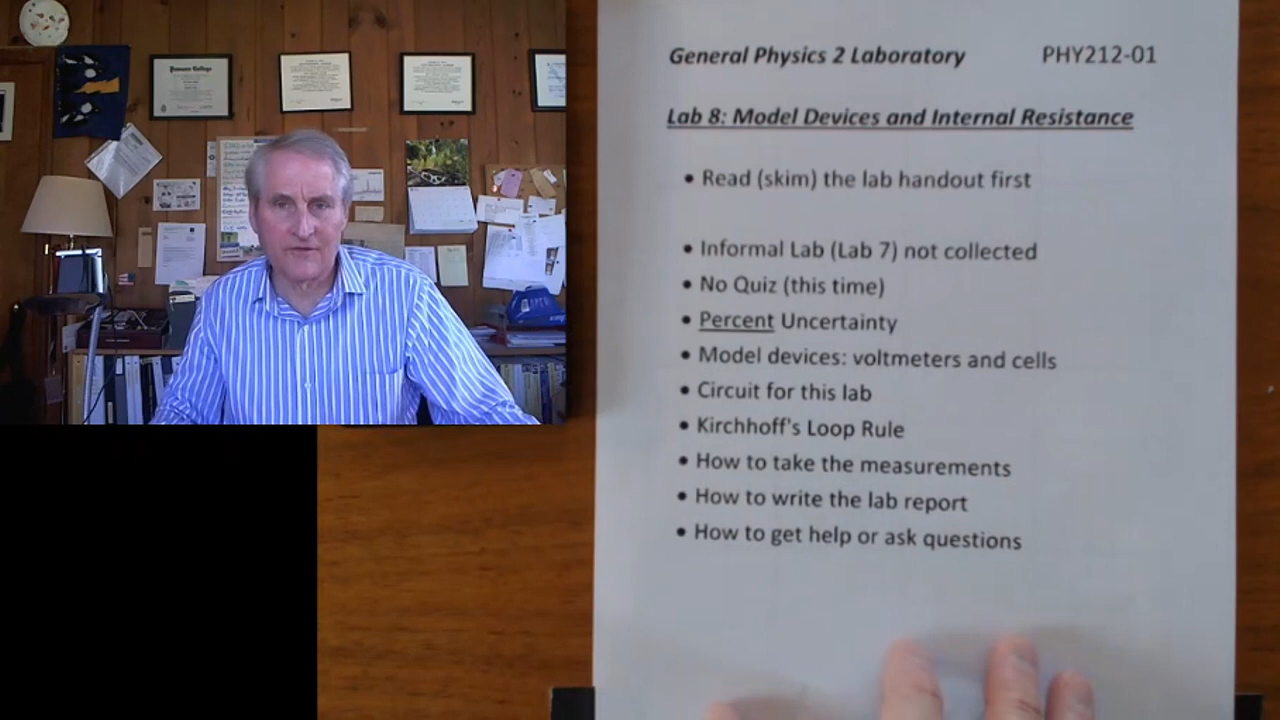 General Physics 2 Laboratory PHY212-01
Lab 8: Model Devices and Internal Resistance
• Read (skim) the lab handout first
• Informal Lab (Lab 7) not collected
• No Quiz (this time)
• Percent Uncertainty
• Model devices: voltmeters and cells
• Circuit for this lab
• Kirchhoff's Loop Rule
• How to take the measurements
• How to write the lab report
• How to get help or ask questions